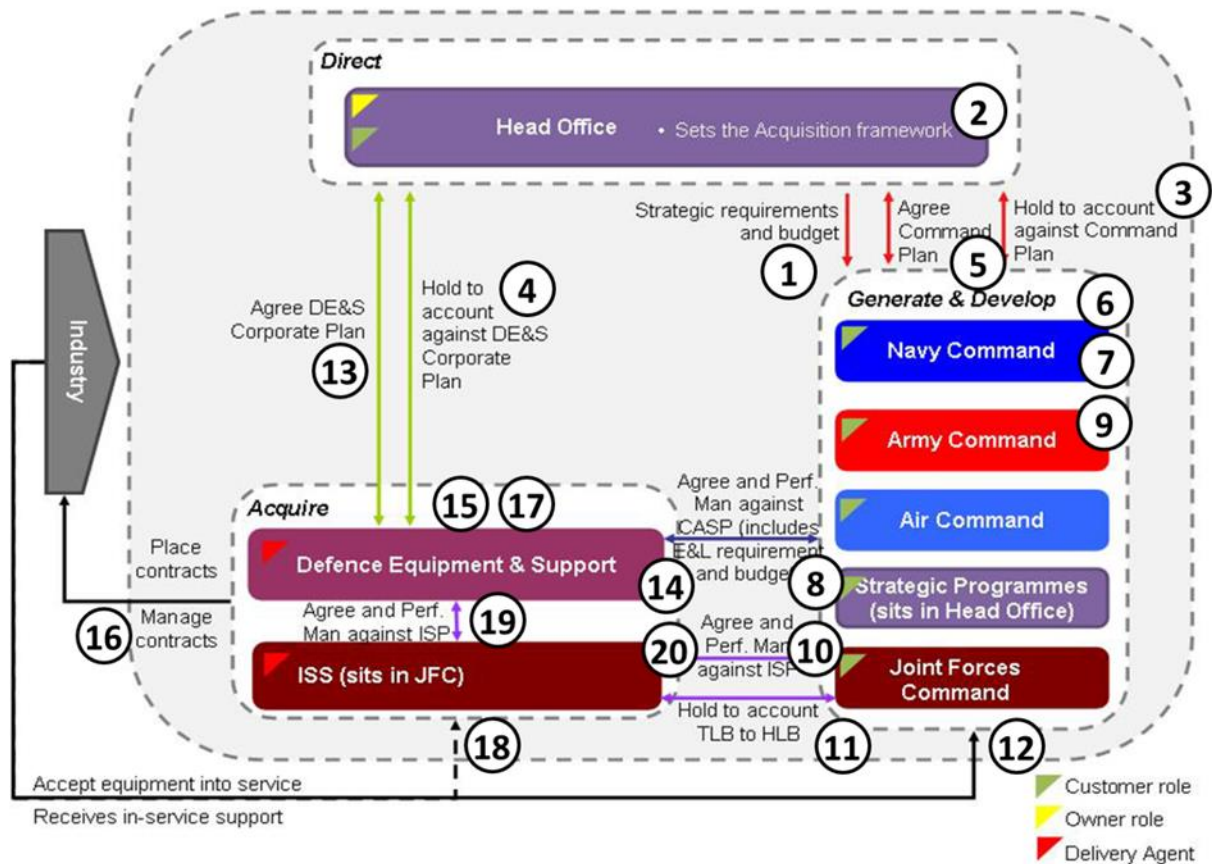 Direct
Head Office
• Sets the Acquisition framework
2
3
Strategic requirements
and budget
1
Agree
Command
Plan
5
Hold to account
against Command
Plan
Industry
Agree DE&S
Corporate Plan
13
Hold to
account
against DE&S
Corporate
Plan
4
Generate & Develop
6
Navy Command
7
Army Command
9
Air Command
Strategic Programmes
(sits in Head Office)
8
Joint Forces
Command
10
Acquire
15
17
Defence Equipment & Support
14
Agree and Perf.
Man against ISP
19
ISS (sits in JFC)
20
Agree and Perf.
Man against
CASP (includes
E&L requirement
and budget
Agree and
Perf. Man
against ISP
Hold to account
TLB to HLB
11
12
18
Place
contracts
Manage
contracts
16
Accept equipment into service
Receives in-service support
Customer role
Owner role
Delivery Agent